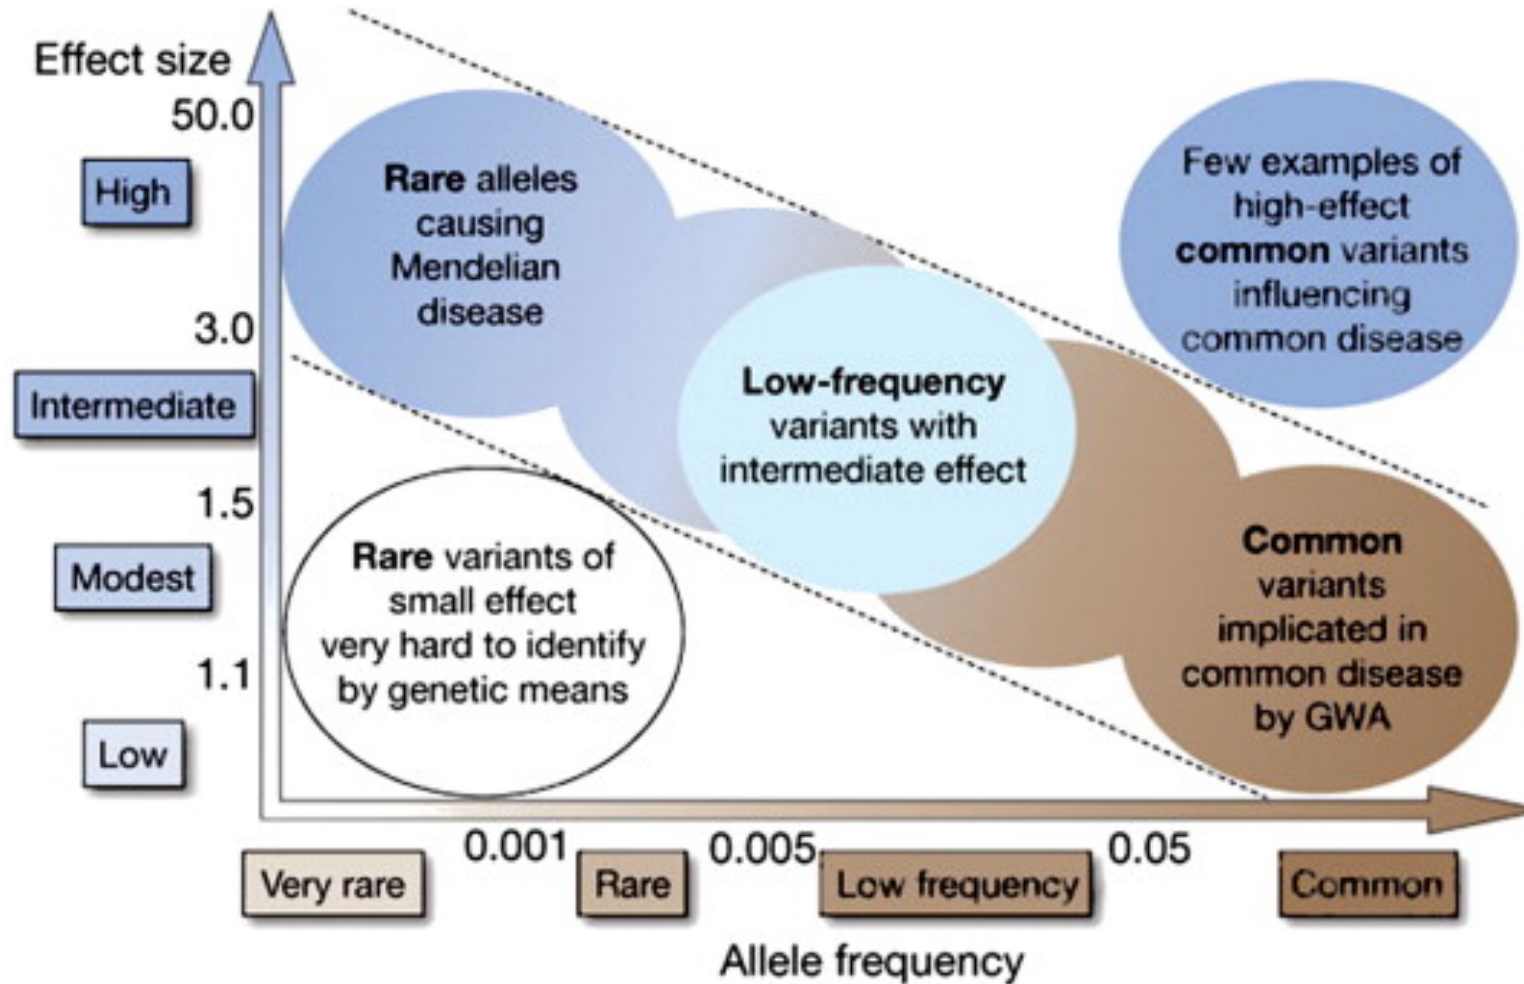 Effect size
50.0
High
3.0
Intermediate
1.5
Modest
1.1
Low
Rare alleles
causing
Mendelian
disease
Few examples of
high-effect
common variants
influencing
common disease
Low-frequency
variants with
intermediate effect
Rare variants of
small effect
very hard to identify
by genetic means
Common
variants
implicated in
common disease
by GWA
0.001
0.005
0.05
Very rare
Rare
Low frequency
Common
Allele frequency